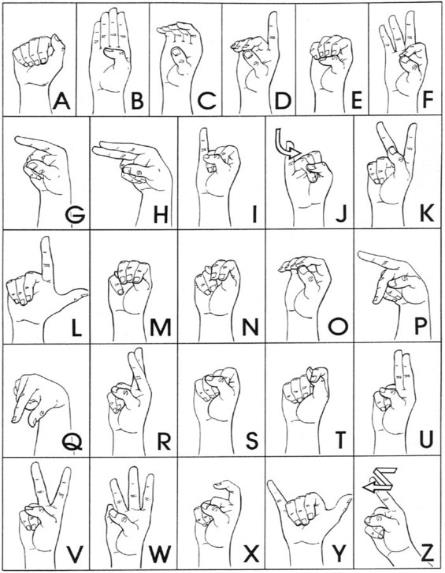 A B C D E F
G H I J K
L M N O P
Q R S T U
V W X Y Z